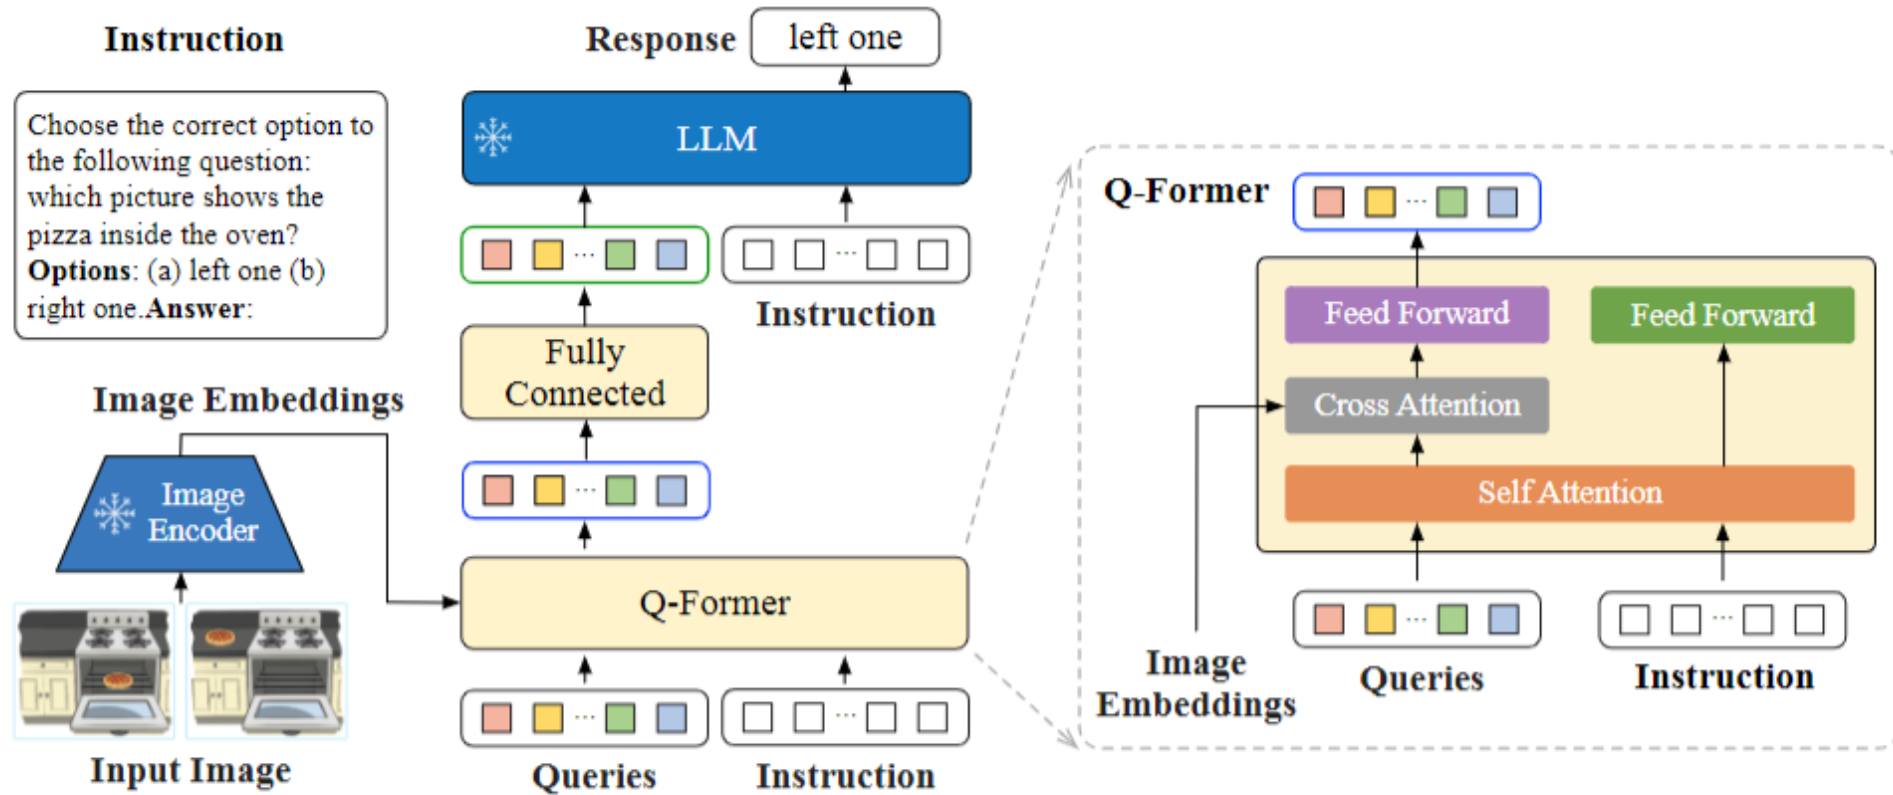 Instruction
Choose the correct option to
the following question:
which picture shows the
pizza inside the oven?
Options: (a) left one (b)
right one.Answer:
Image Embeddings
Image
Encoder
Input Image
Response
left one
LLM
...
...
Instruction
Fully
Connected
...
Q-Former
...
...
Queries
Instruction
Q-Former
...
Feed Forward
Feed Forward
Cross Attention
Self Attention
...
...
Image
Embeddings
Queries
Instruction